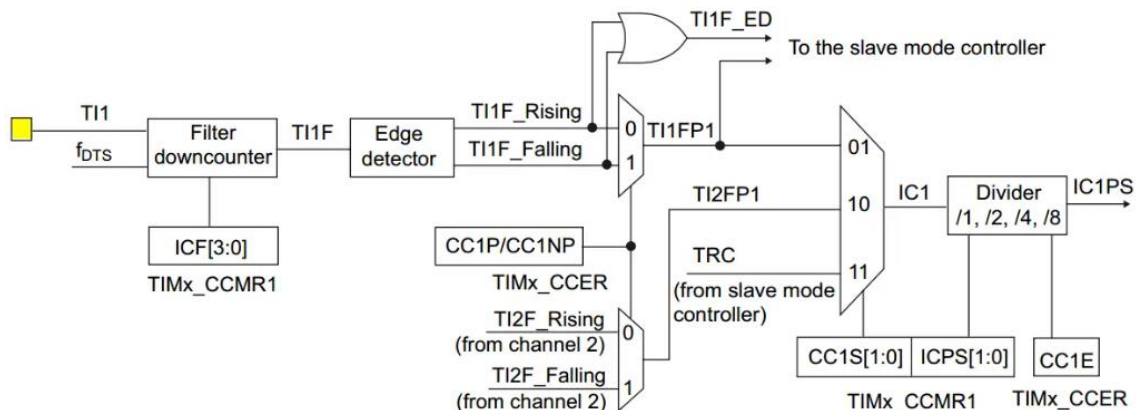 TI1F_ED
To the slave mode controller
TI1
Filter
downcounter
fDTS
TI1F
Edge
detector
TI1F_Rising
TI1F_Falling
0
1
TI1FP1
01
TI2FP1
10
IC1
Divider
/1, /2, /4, /8
IC1PS
ICF[3:0]
TIMx_CCMR1
CC1P/CC1NP
TIMx_CCER
TRC
11
(from slave mode
controller)
TI2F_Rising
0
(from channel 2)
TI2F_Falling
1
(from channel 2)
CC1S[1:0]
ICPS[1:0]
CC1E
TIMx_CCMR1
TIMx_CCER